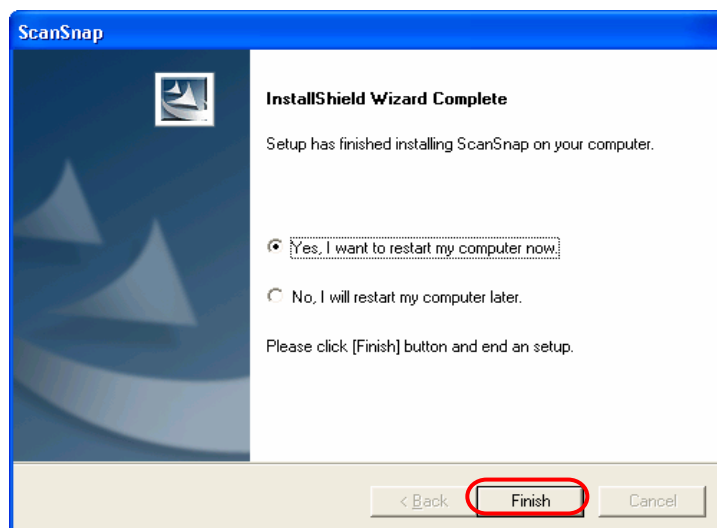 ScanSnap
InstallShield Wizard Complete
Setup has finished installing ScanSnap on your computer.
Yes, I want to restart my computer now.
No, I will restart my computer later.
Please click [Finish] button and end an setup.
< Back Finish Cancel